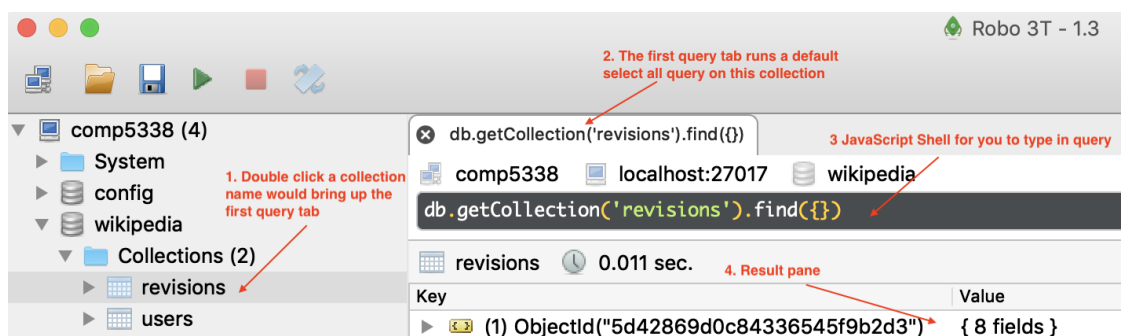 Robo 3T - 1.3
2. The first query tab runs a default
select all query on this collection
comp5338 (4)
System
config
wikipedia
Collections (2)
revisions
users
1. Double click a collection
name would bring up the
first query tab
db.getCollection('revisions').find({})
3 JavaScript Shell for you to type in query
comp5338 localhost:27017 wikipedia
db.getCollection('revisions').find({})
revisions 0.011 sec.
4. Result pane
Key Value
(1) ObjectId("5d42869d0c84336545f9b2d3") { 8 fields }